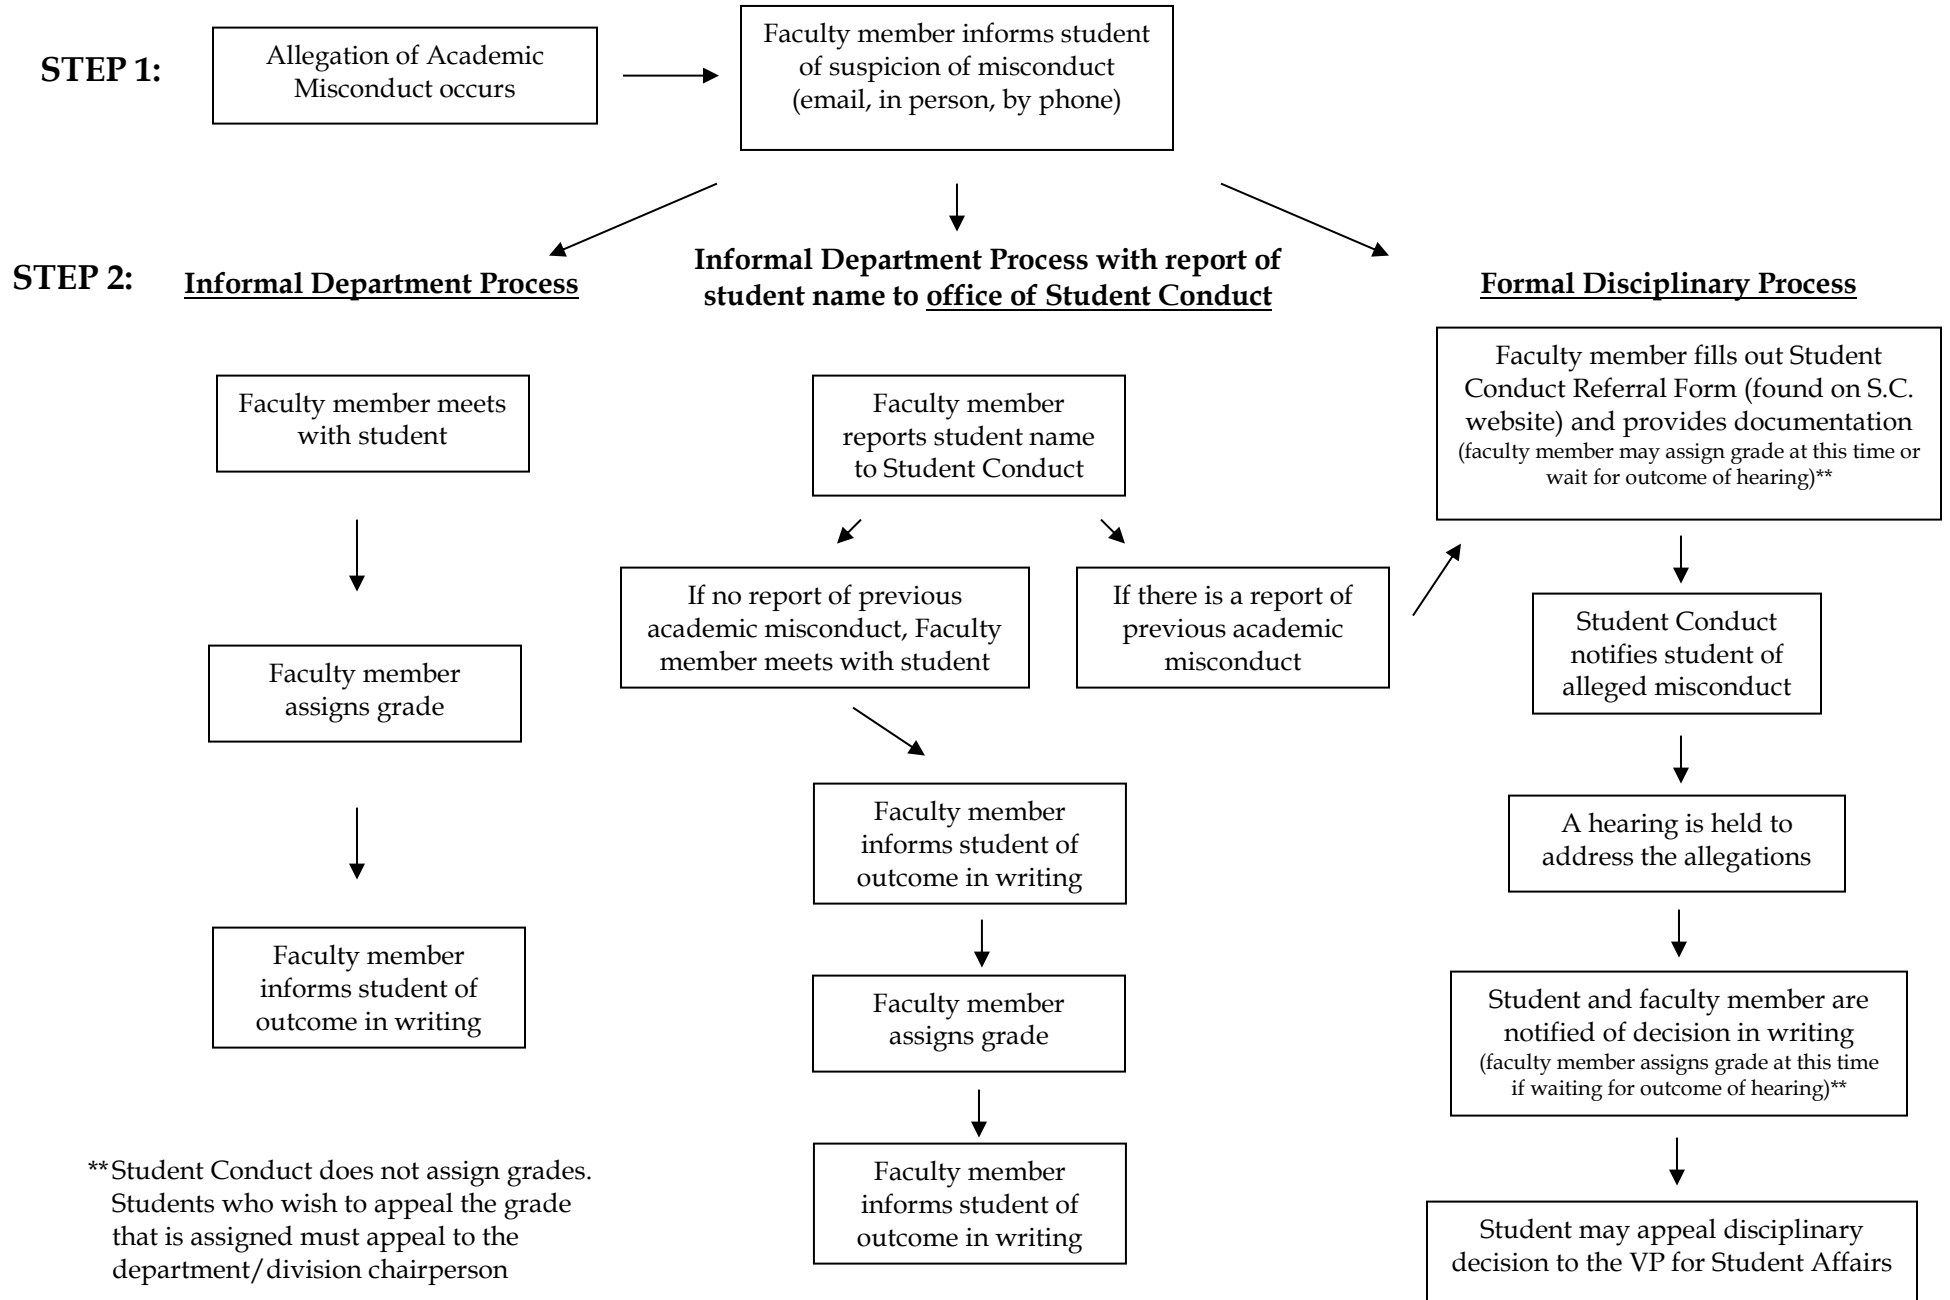 STEP 1:
Allegation of Academic
Misconduct occurs
Faculty member informs student
of suspicion of misconduct
(email, in person, by phone)
STEP 2:
Informal Department Process
Faculty member meets
with student
Faculty member
assigns grade
Faculty member
informs student of
outcome in writing
Informal Department Process with report of
student name to office of Student Conduct
Faculty member
reports student name
to Student Conduct
If no report of previous
academic misconduct, Faculty
member meets with student
If there is a report of
previous academic
misconduct
Faculty member
informs student of
outcome in writing
Faculty member
assigns grade
Faculty member
informs student of
outcome in writing
Formal Disciplinary Process
Faculty member fills out Student
Conduct Referral Form (found on S.C.
website) and provides documentation
(faculty member may assign grade at this time or
wait for outcome of hearing)**
Student Conduct
notifies student of
alleged misconduct
A hearing is held to
address the allegations
Student and faculty member are
notified of decision in writing
(faculty member assigns grade at this time
if waiting for outcome of hearing)**
Student may appeal disciplinary
decision to the VP for Student Affairs
**Student Conduct does not assign grades.
Students who wish to appeal the grade
that is assigned must appeal to the
department/division chairperson